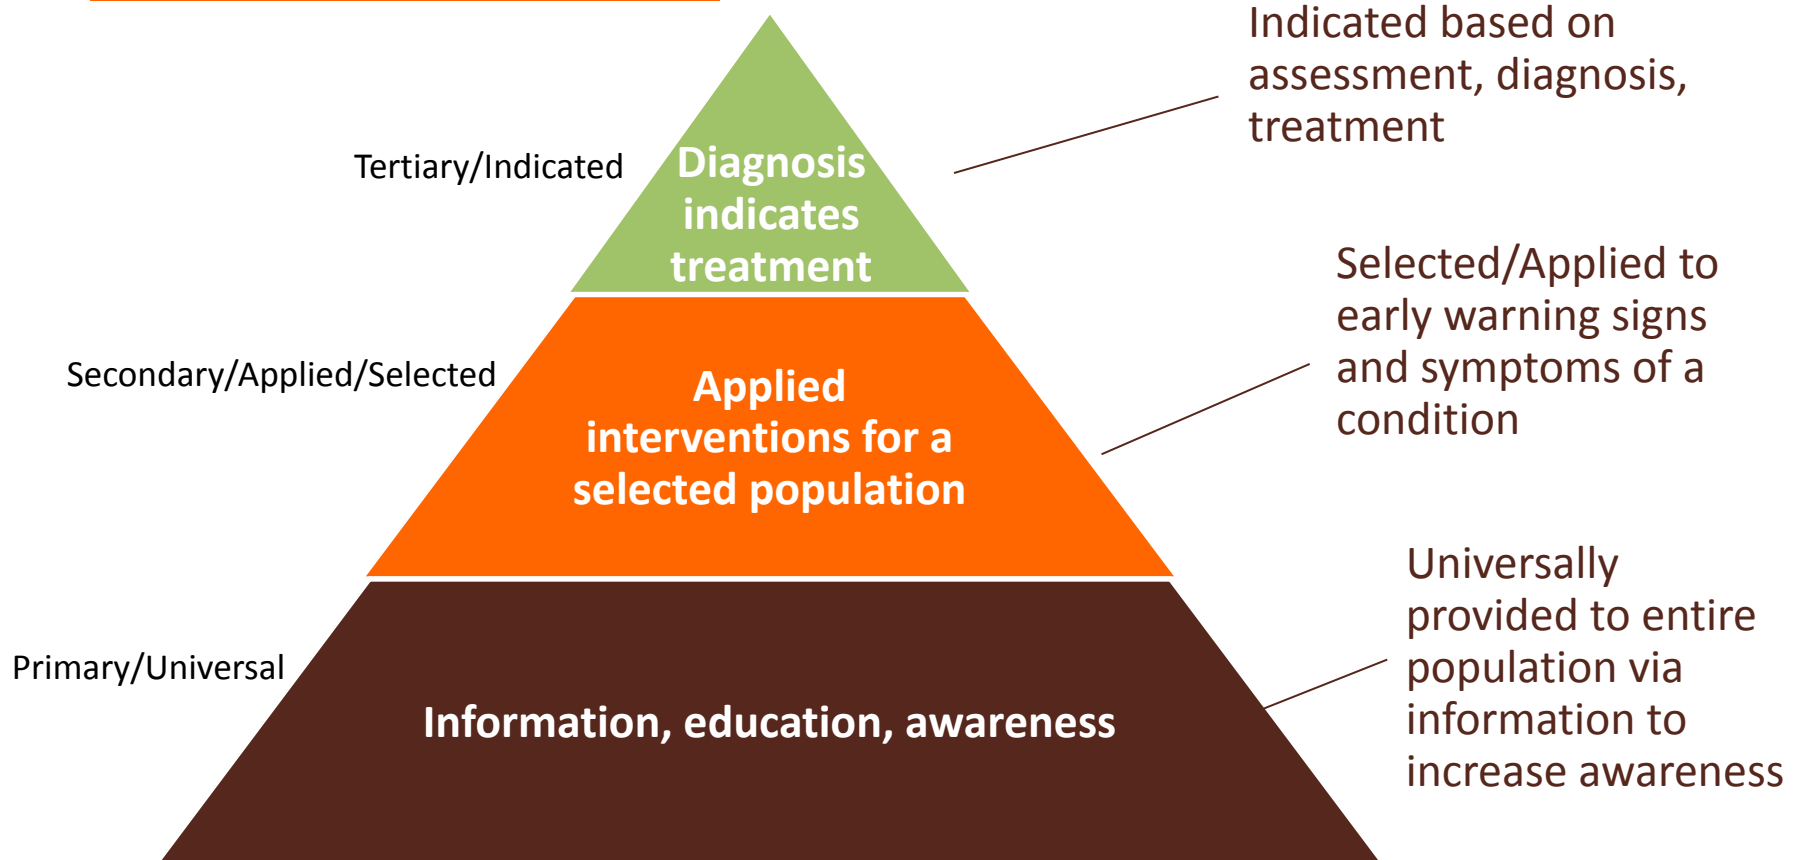 Indicated based on
assessment, diagnosis,
treatment
Tertiary/Indicated
Diagnosis
indicates
treatment
Selected/Applied to
early warning signs
and symptoms of a
condition
Secondary/Applied/Selected
Applied
interventions for a
selected population
Universally
provided to entire
population via
information to
increase awareness
Primary/Universal
Information, education, awareness